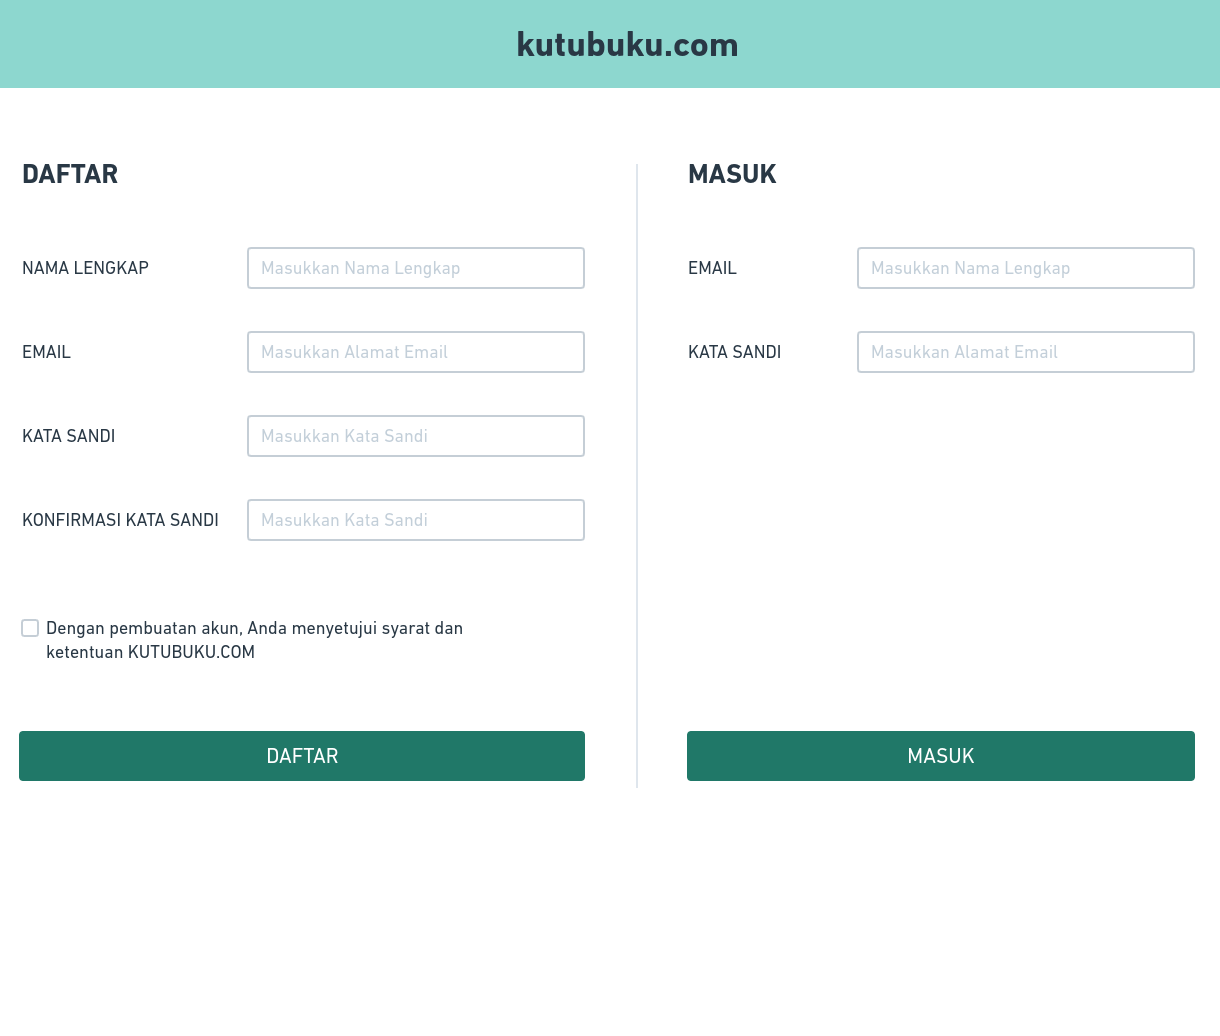 kutubuku.com
DAFTAR
NAMA LENGKAP
Masukkan Nama Lengkap
EMAIL
Masukkan Alamat Email
KATA SANDI
Masukkan Kata Sandi
KONFIRMASI KATA SANDI
Masukkan Kata Sandi
Dengan pembuatan akun, Anda menyetujui syarat dan
ketentuan KUTUBUKU.COM
DAFTAR
MASUK
EMAIL
Masukkan Nama Lengkap
KATA SANDI
Masukkan Alamat Email
MASUK